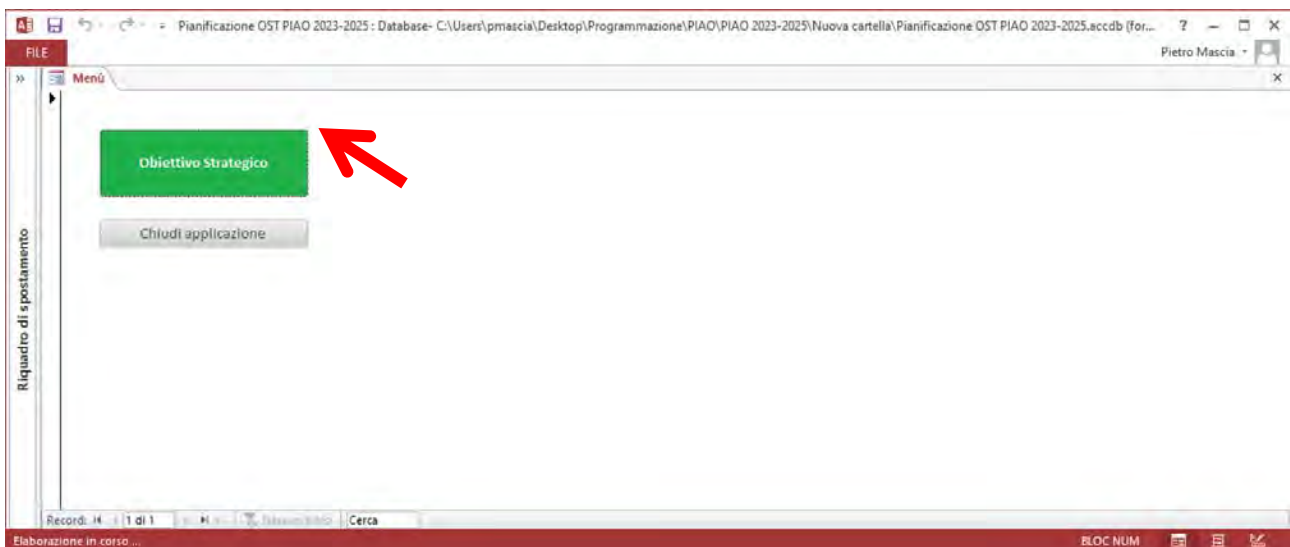 Pianificazione OST PIAO 2023-2025 : Database- C:\Users\pmascia\Desktop\Programmazione\PIAO\PIAO 2023-2025\Nuova cartella\Pianificazione OST PIAO 2023-2025.accdb (for... ?
FILE
Pietro Mascia
Menù
Obiettivo Strategico
Chiudi applicazione
Riquadro di spostamento
Record: 1 di 1 Cerca
Elaborazione in corso ...
BLOC NUM